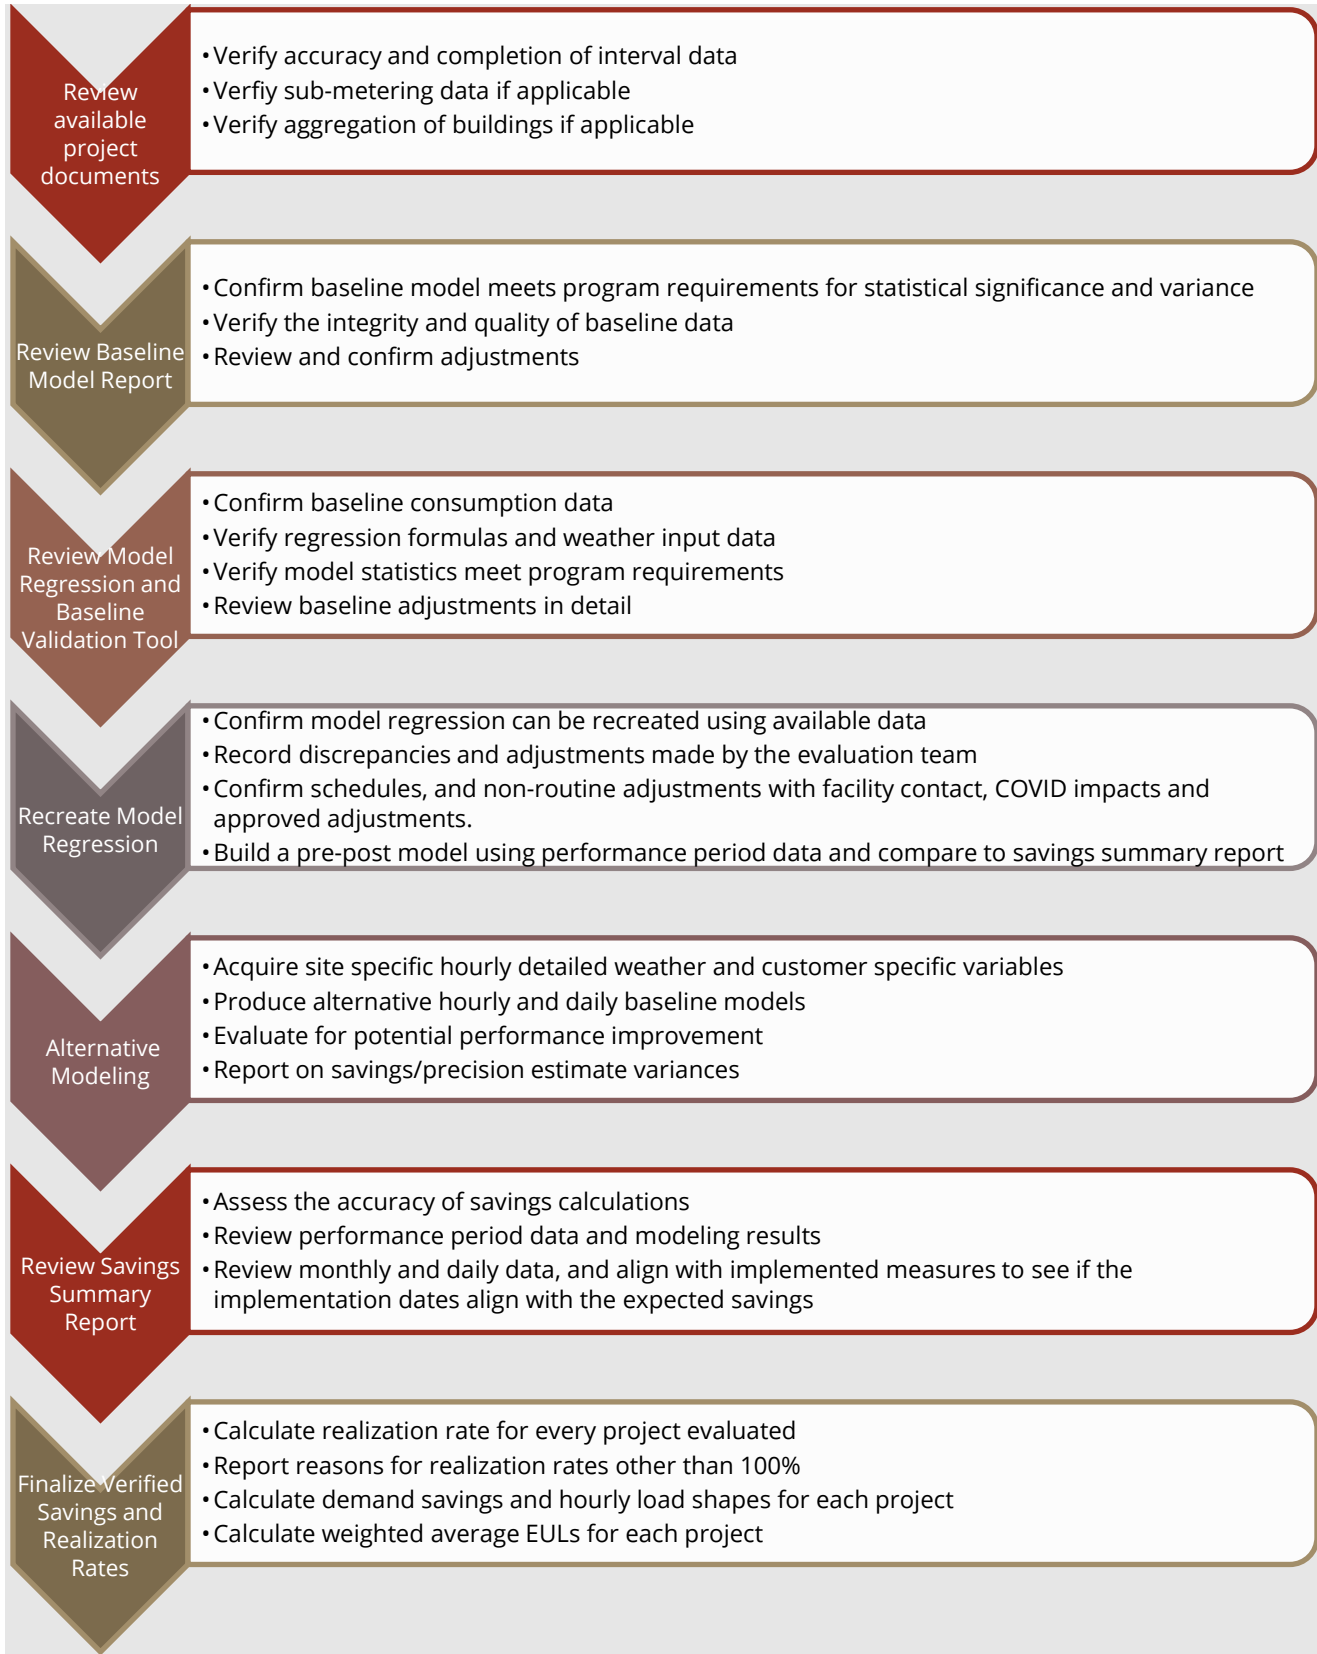 Review
available
project
documents
•Verify accuracy and completion of interval data
•Verfiy sub-metering data if applicable
•Verify aggregation of buildings if applicable
Review Baseline
Model Report
•Confirm baseline model meets program requirements for statistical significance and variance
•Verify the integrity and quality of baseline data
•Review and confirm adjustments
Review Model
Regression and
Baseline
Validation Tool
•Confirm baseline consumption data
•Verify regression formulas and weather input data
•Verify model statistics meet program requirements
•Review baseline adjustments in detail
Recreate Model
Regression
•Confirm model regression can be recreated using available data
•Record discrepancies and adjustments made by the evaluation team
•Confirm schedules, and non-routine adjustments with facility contact, COVID impacts and
approved adjustments.
•Build a pre-post model using performance period data and compare to savings summary report
Alternative
Modeling
•Acquire site specific hourly detailed weather and customer specific variables
•Produce alternative hourly and daily baseline models
•Evaluate for potential performance improvement
•Report on savings/precision estimate variances
Review Savings
Summary
Report
•Assess the accuracy of savings calculations
•Review performance period data and modeling results
•Review monthly and daily data, and align with implemented measures to see if the
implementation dates align with the expected savings
Finalize Verified
Savings and
Realization
Rates
•Calculate realization rate for every project evaluated
•Report reasons for realization rates other than 100%
•Calculate demand savings and hourly load shapes for each project
•Calculate weighted average EULs for each project